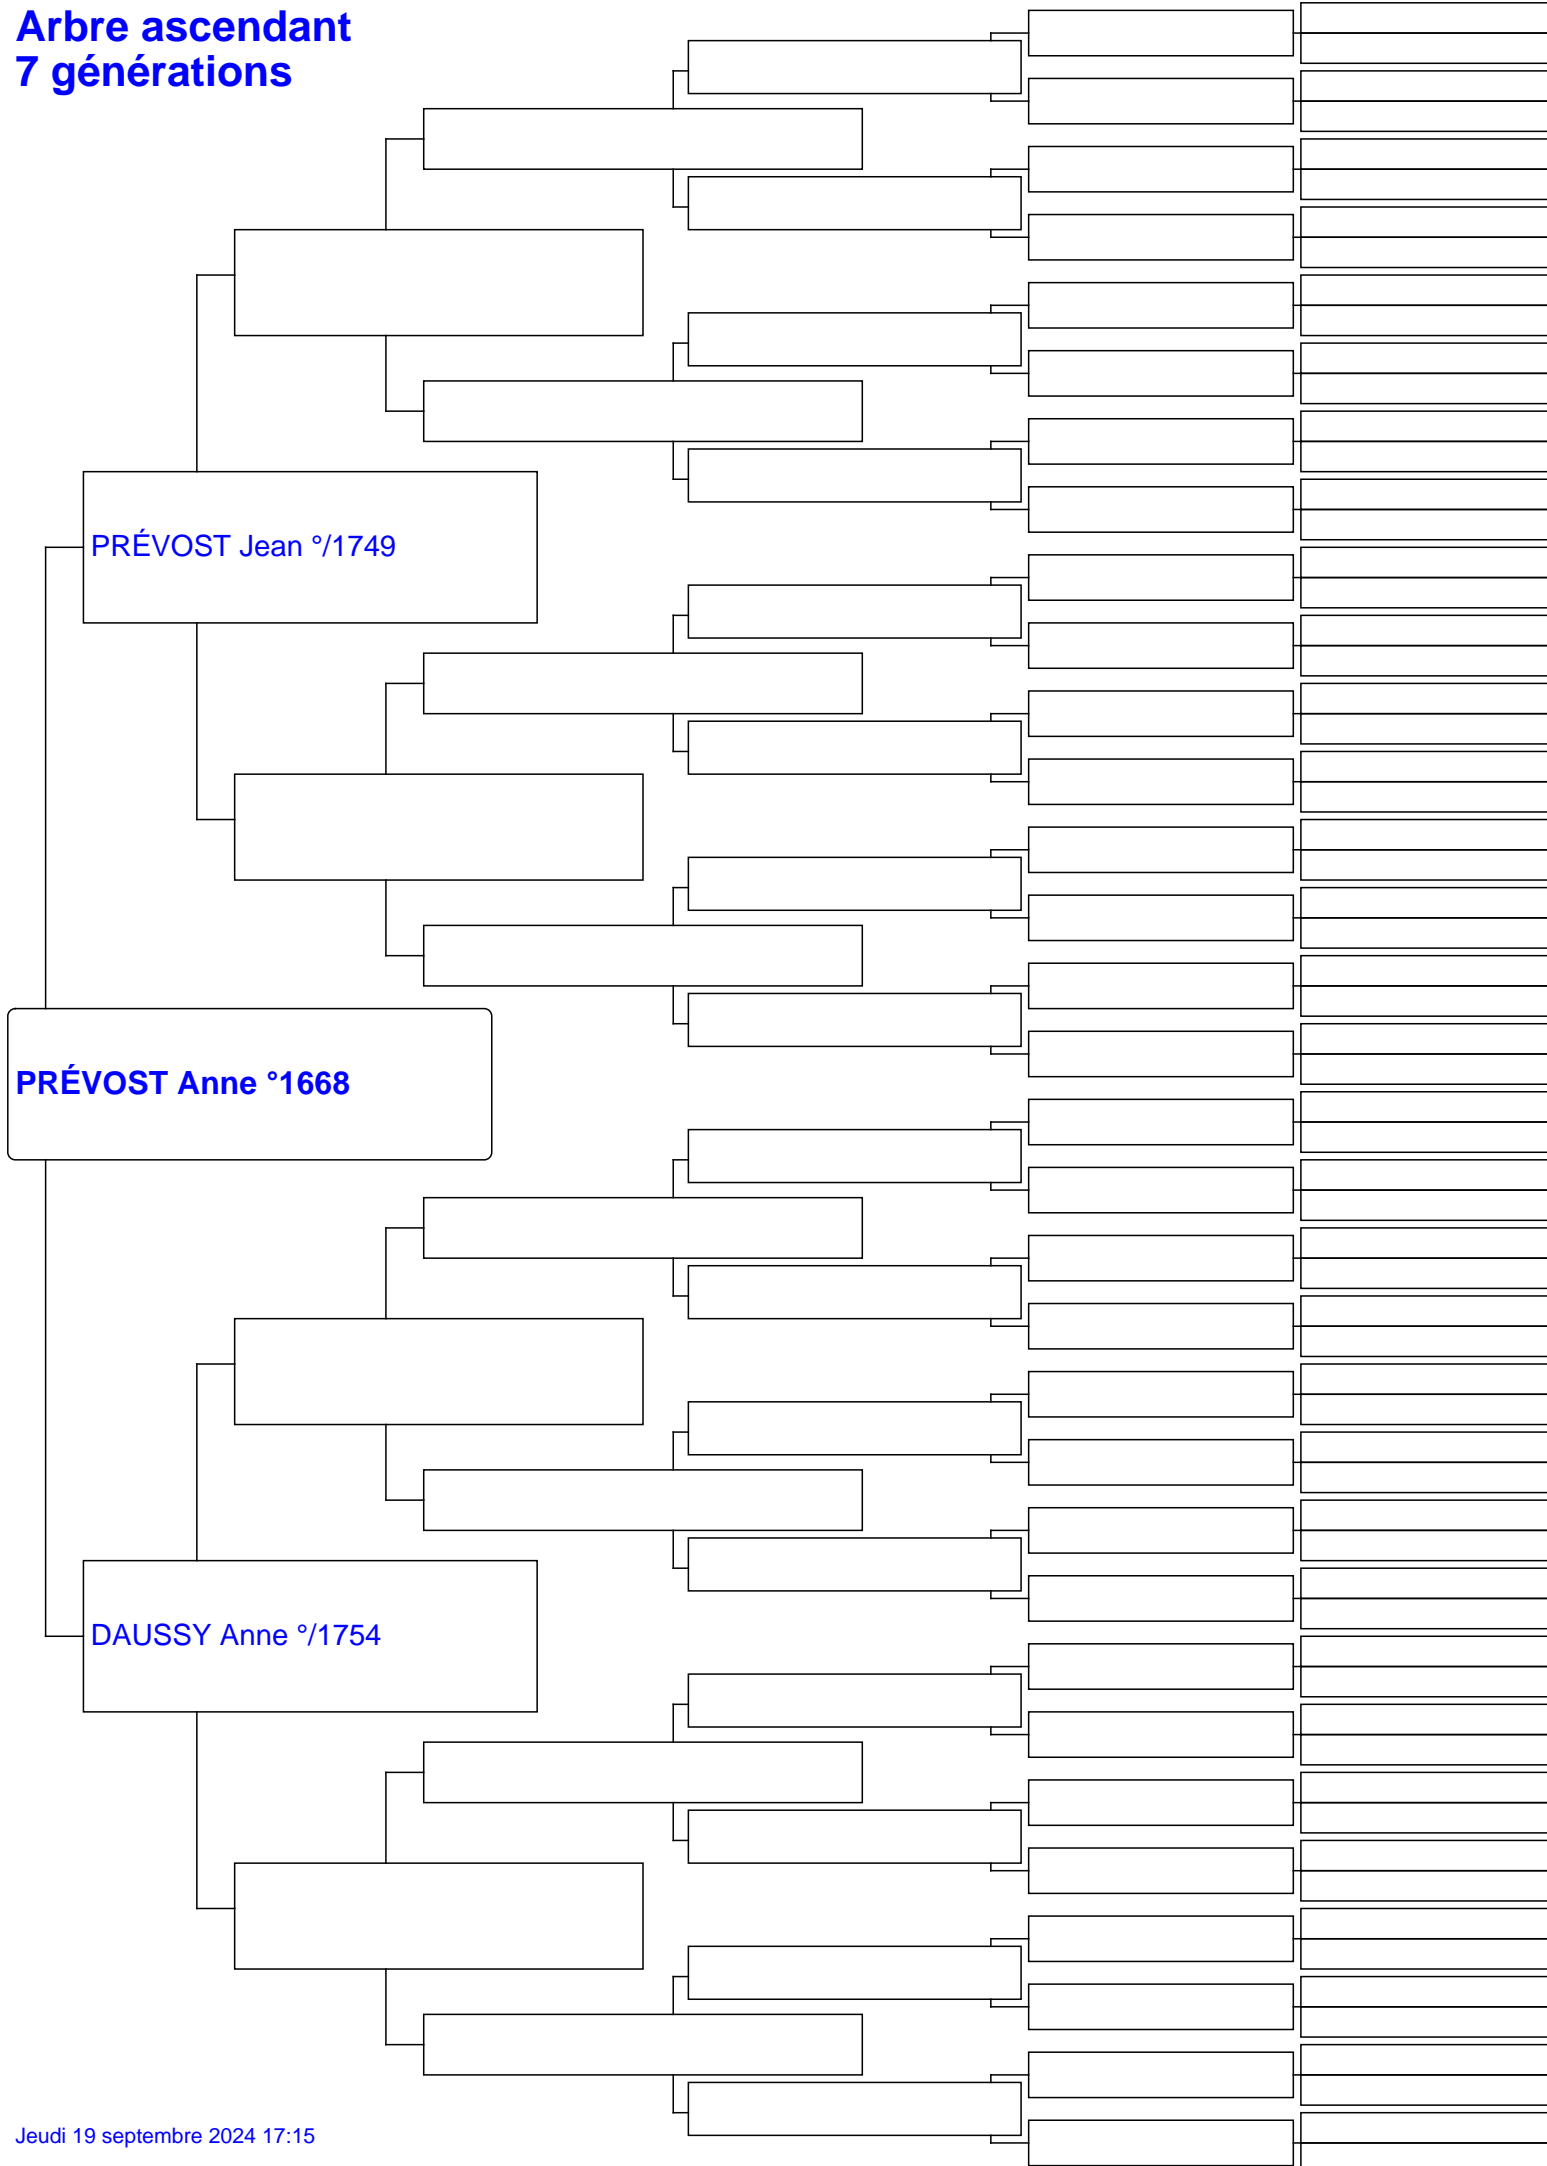 Arbre ascendant
7 générations
PRÉVOST Jean °/1749
PRÉVOST Anne °1668
DAUSSY Anne °/1754
Jeudi 19 septembre 2024 17:15